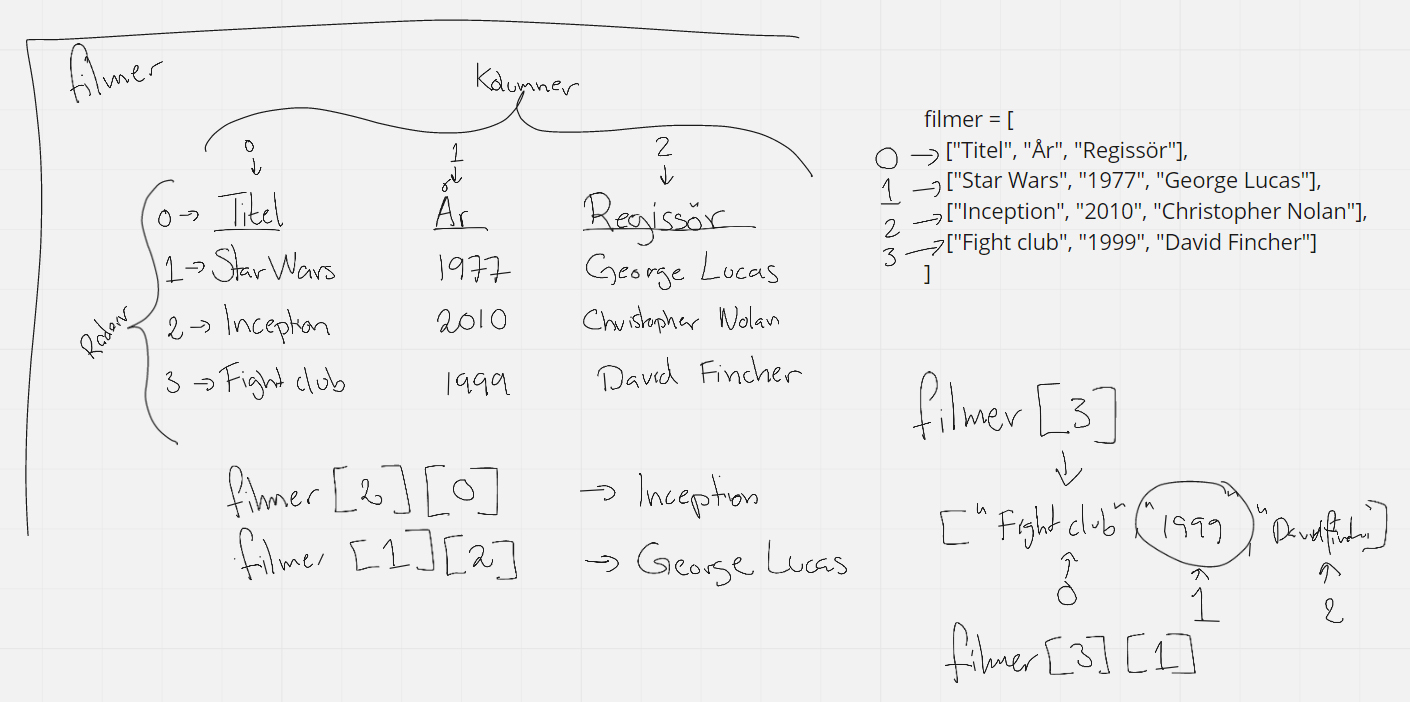 filmer
Kolumner
0 1 2
Rader
0 → Titel År Regissör
1 → Star Wars 1977 George Lucas
2 → Inception 2010 Christopher Nolan
3 → Fight club 1999 David Fincher
filmer [2][0] → Inception
filmer [1][2] → George Lucas
filmer = [
0 → ["Titel", "År", "Regissör"],
1 → ["Star Wars", "1977", "George Lucas"],
2 → ["Inception", "2010", "Christopher Nolan"],
3 → ["Fight club", "1999", "David Fincher"]
]
filmer [3]
["Fight club", "1999", "David Fincher]
0 1 2
filmer [3][1]